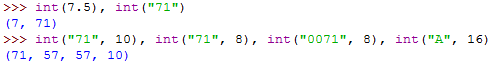 >>> int(7.5), int("71")
(7, 71)
>>> int("71", 10), int("71", 8), int("0071", 8), int("A", 16)
(71, 57, 57, 10)